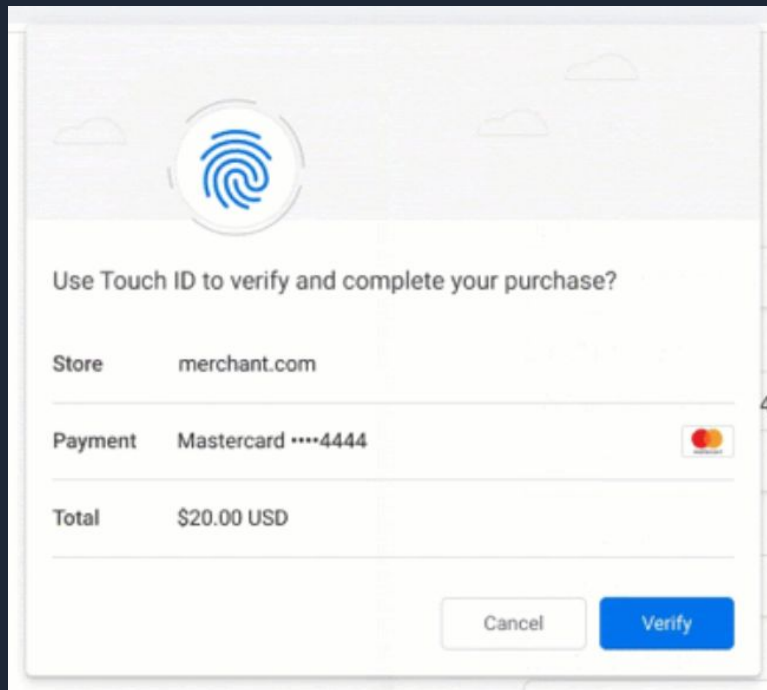 Use Touch ID to verify and complete your purchase?
Store merchant.com
Payment Mastercard ••••4444
Total $20.00 USD
Cancel Verify